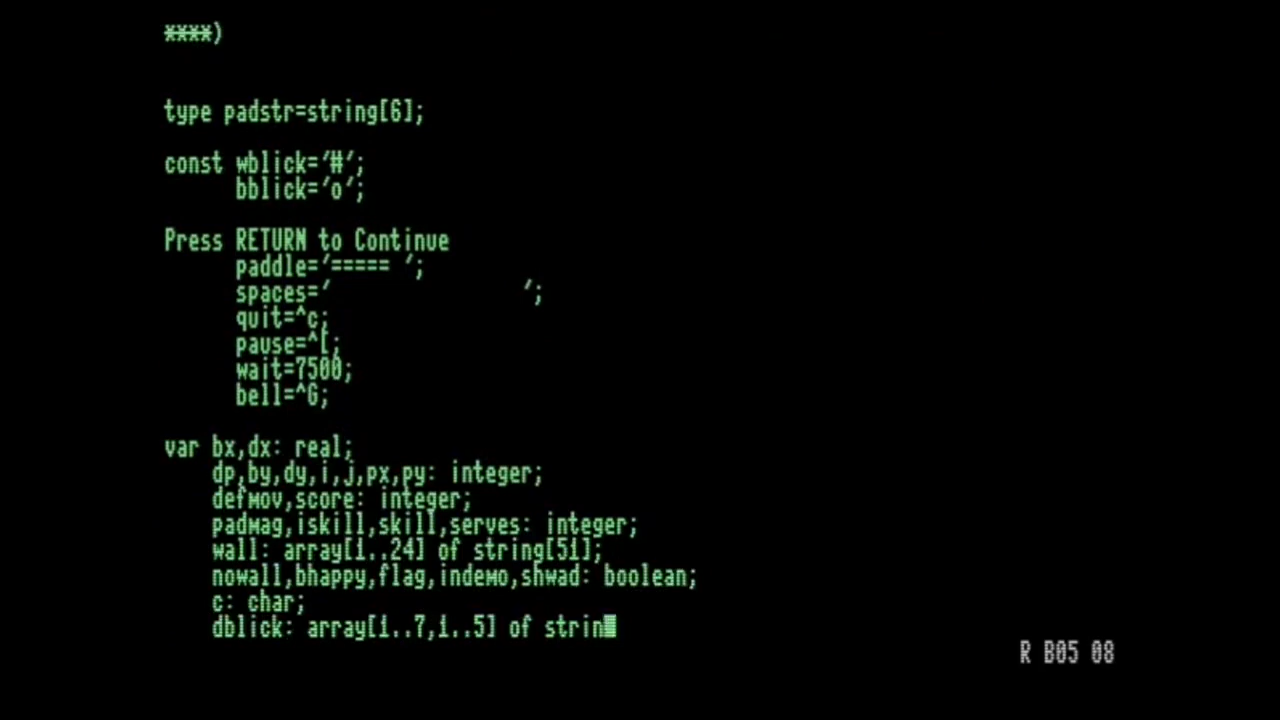 ****)
type padstr=string[6];
const wblick='#';
bblick='o';
Press RETURN to Continue
paddle='===== ';
spaces='                ';
quit=^c;
pause=^[;
wait=7500;
bell=^G;
var bx,dx: real;
dp,by,dy,i,j,px,py: integer;
defmov,score: integer;
padmag,iskill,skill,serves: integer;
wall: array[1..24] of string[51];
nowall,bhappy,flag,indemo,shwad: boolean;
c: char;
dblick: array[1..7,1..5] of strin
R B05 08